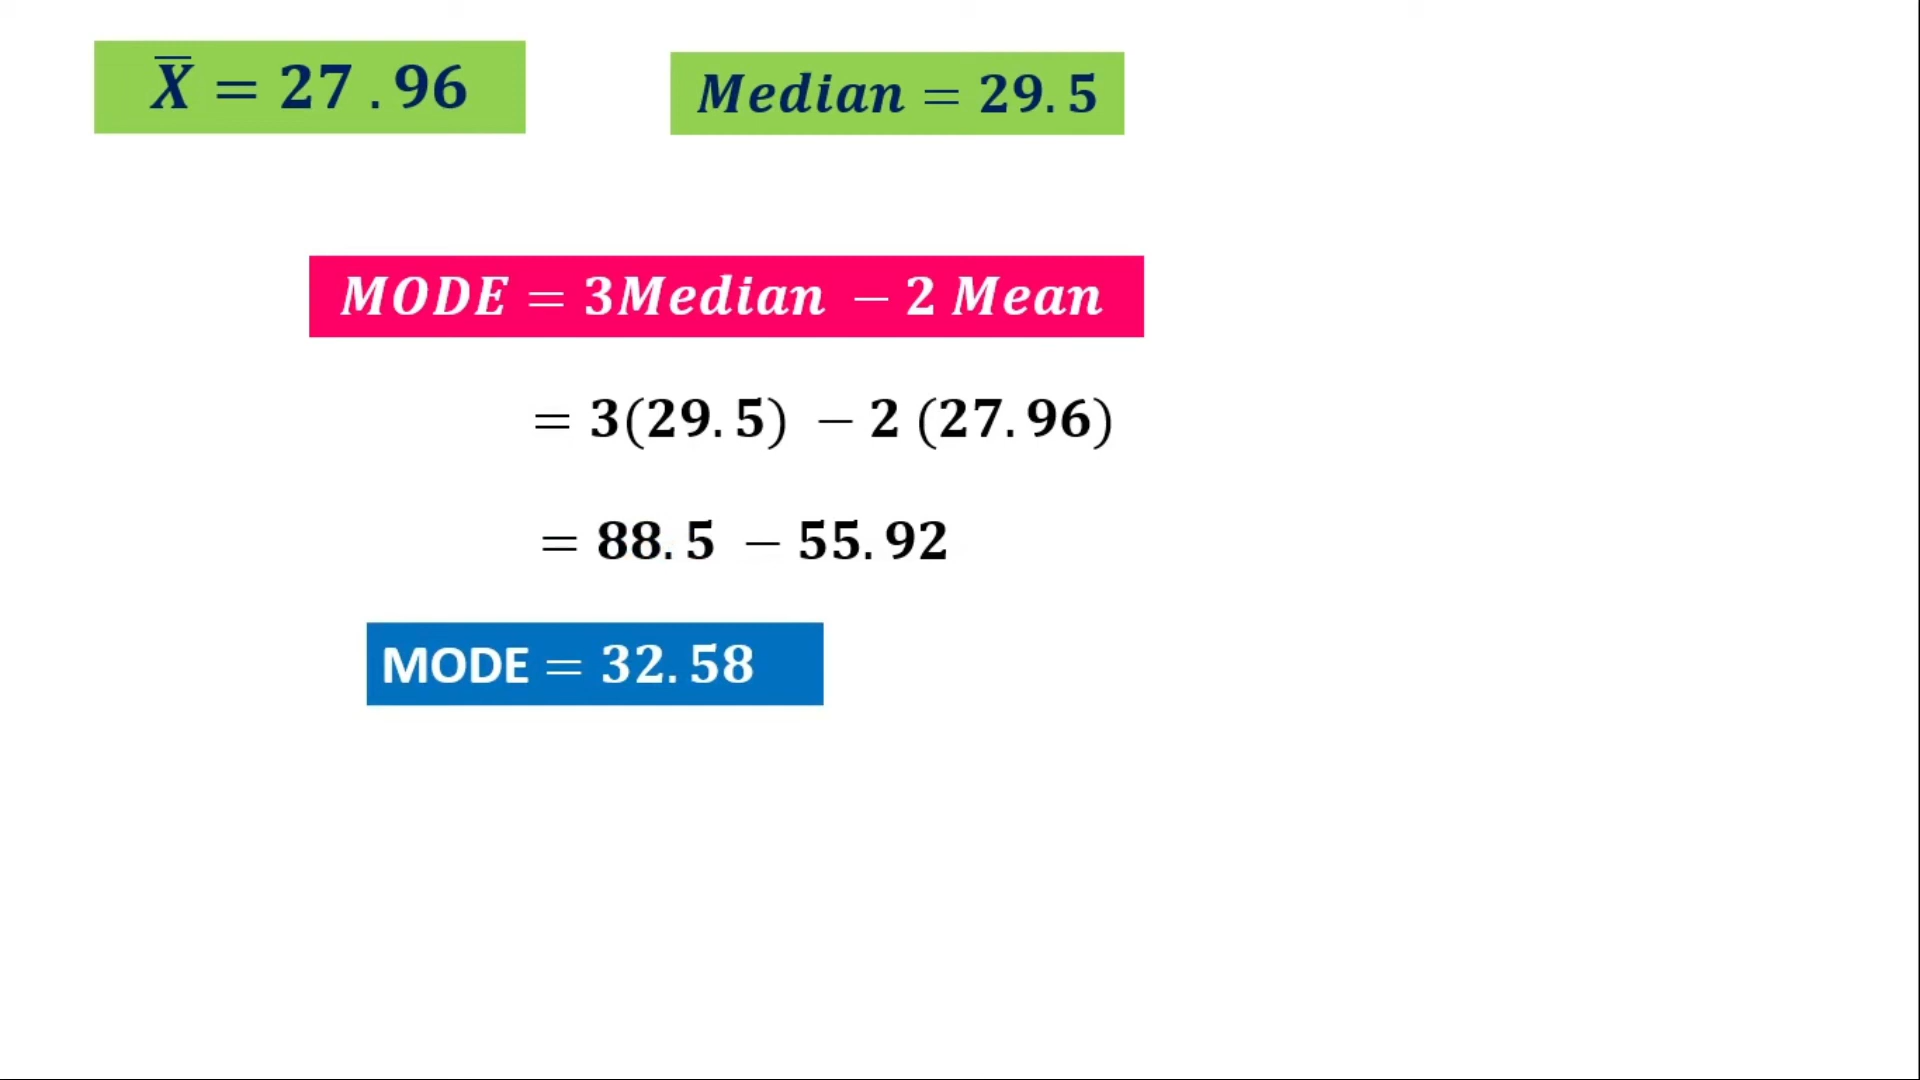 X̅ = 27 . 96
Median = 29. 5
MODE = 3Median − 2 Mean
= 3(29. 5) − 2 (27. 96)
= 88. 5 − 55. 92
MODE = 32. 58